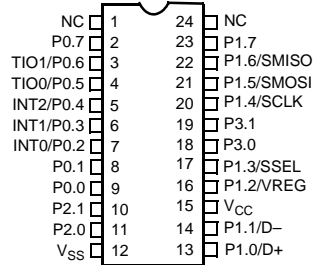 NC 1 24 NC
P0.7 2 23 P1.7
TIO1/P0.6 3 22 P1.6/SMISO
TIO0/P0.5 4 21 P1.5/SMOSI
INT2/P0.4 5 20 P1.4/SCLK
INT1/P0.3 6 19 P3.1
INT0/P0.2 7 18 P3.0
P0.1 8 17 P1.3/SSEL
P0.0 9 16 P1.2/VREG
P2.1 10 15 VCC
P2.0 11 14 P1.1/D–
VSS 12 13 P1.0/D+